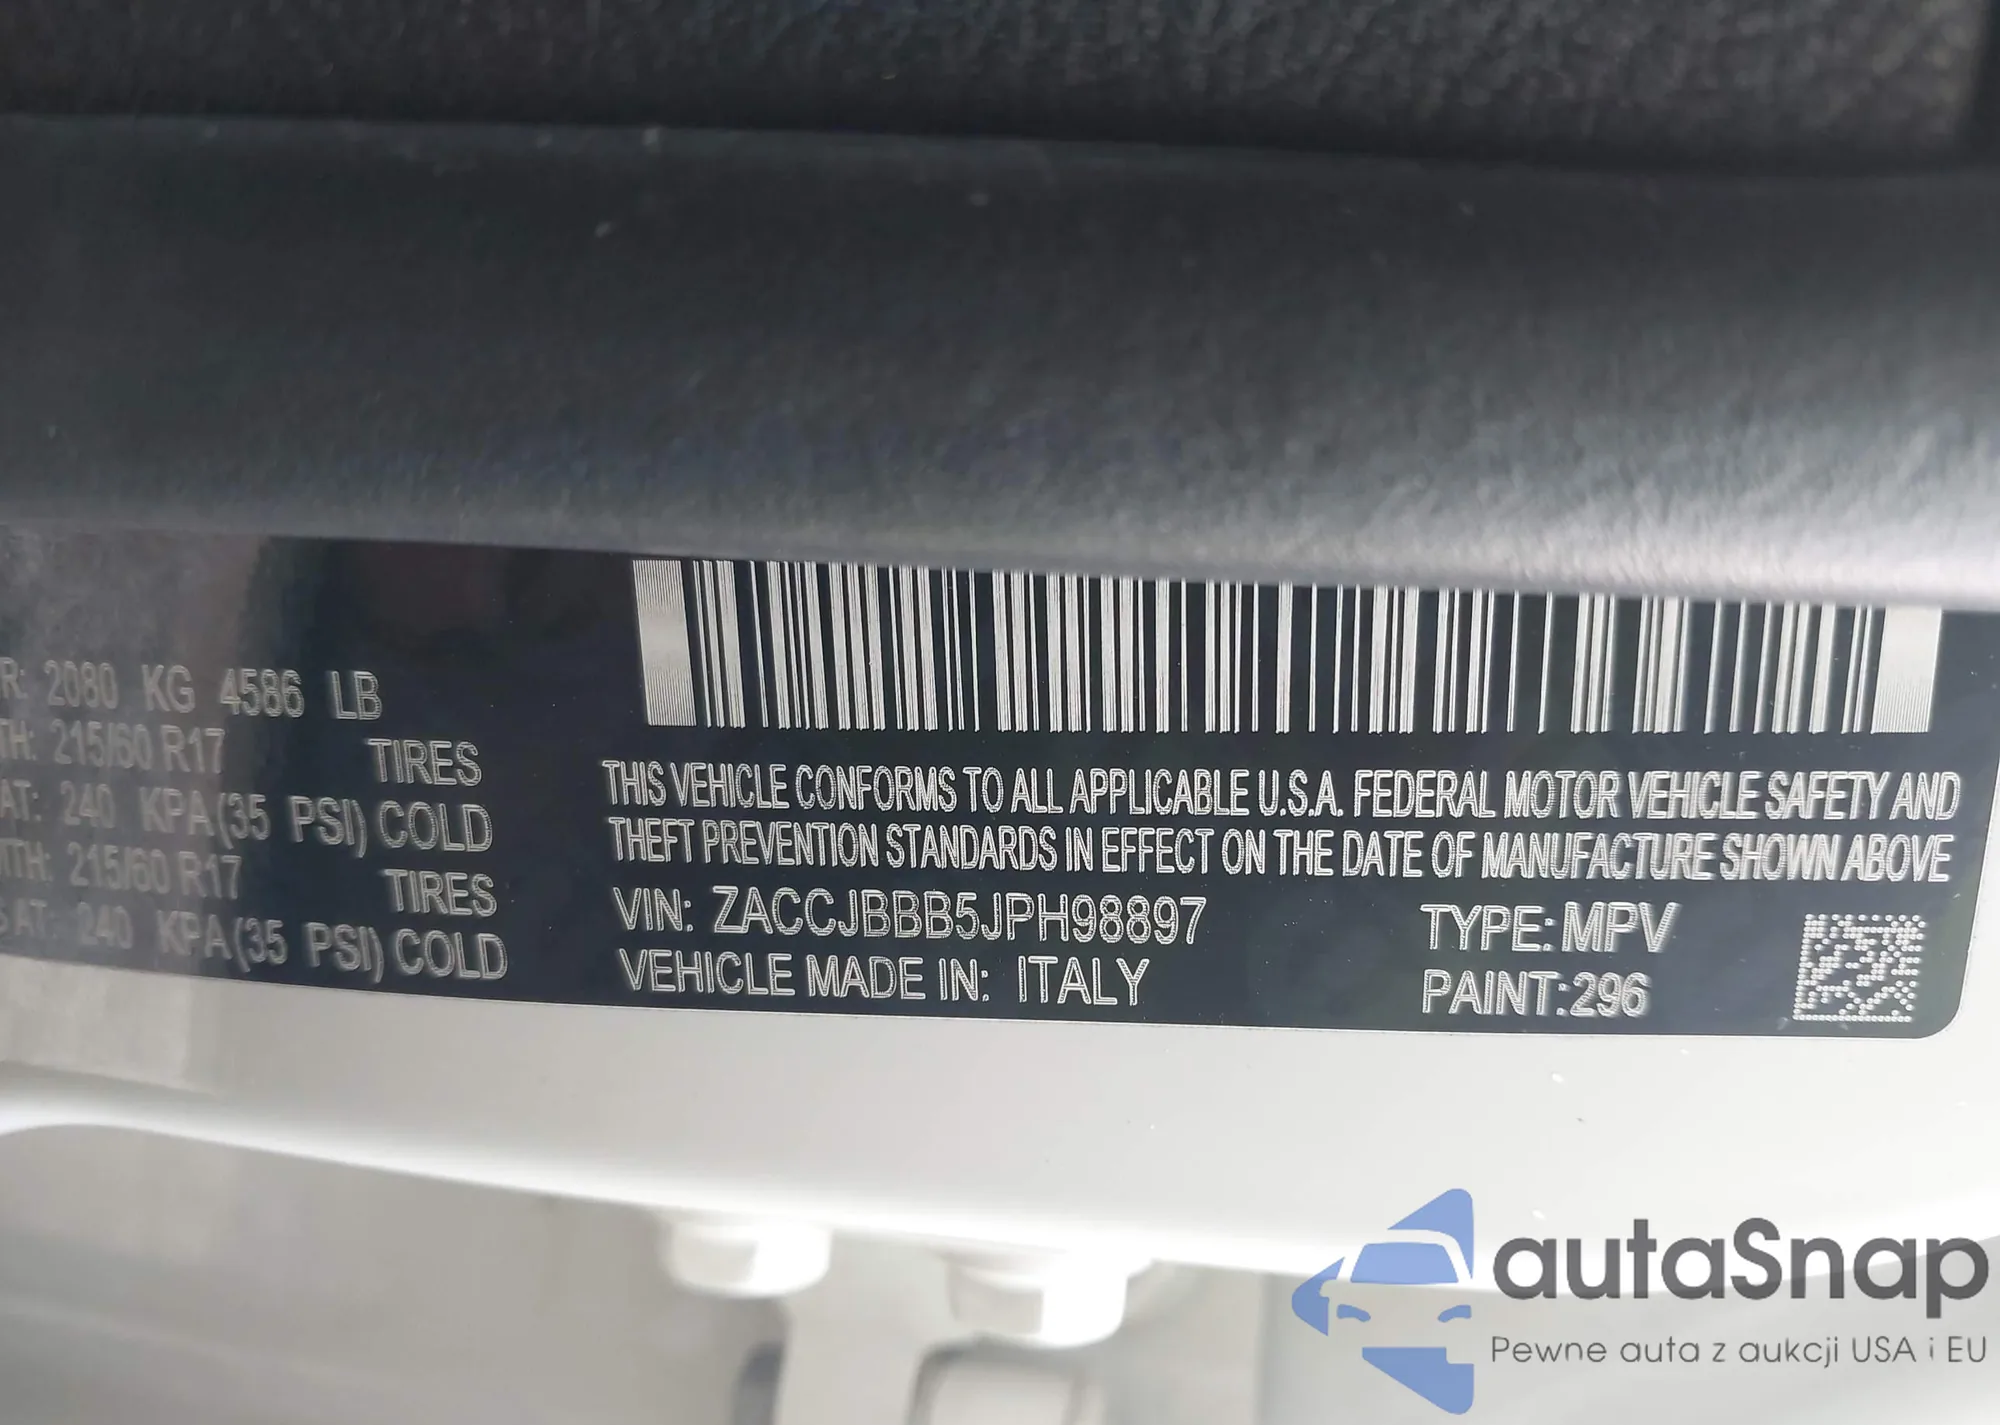 R: 2080 KG 4586 LB
TH: 215/60 R17 TIRES
AT: 240 KPA (35 PSI) COLD
ITH: 215/60 R17 TIRES
S AT: 240 KPA (35 PSI) COLD
THIS VEHICLE CONFORMS TO ALL APPLICABLE U.S.A. FEDERAL MOTOR VEHICLE SAFETY AND
THEFT PREVENTION STANDARDS IN EFFECT ON THE DATE OF MANUFACTURE SHOWN ABOVE
VIN: ZACCJBBB5JPH98897 TYPE: MPV
VEHICLE MADE IN: ITALY PAINT: 296
autaSnap
Pewne auta z aukcji USA i EU